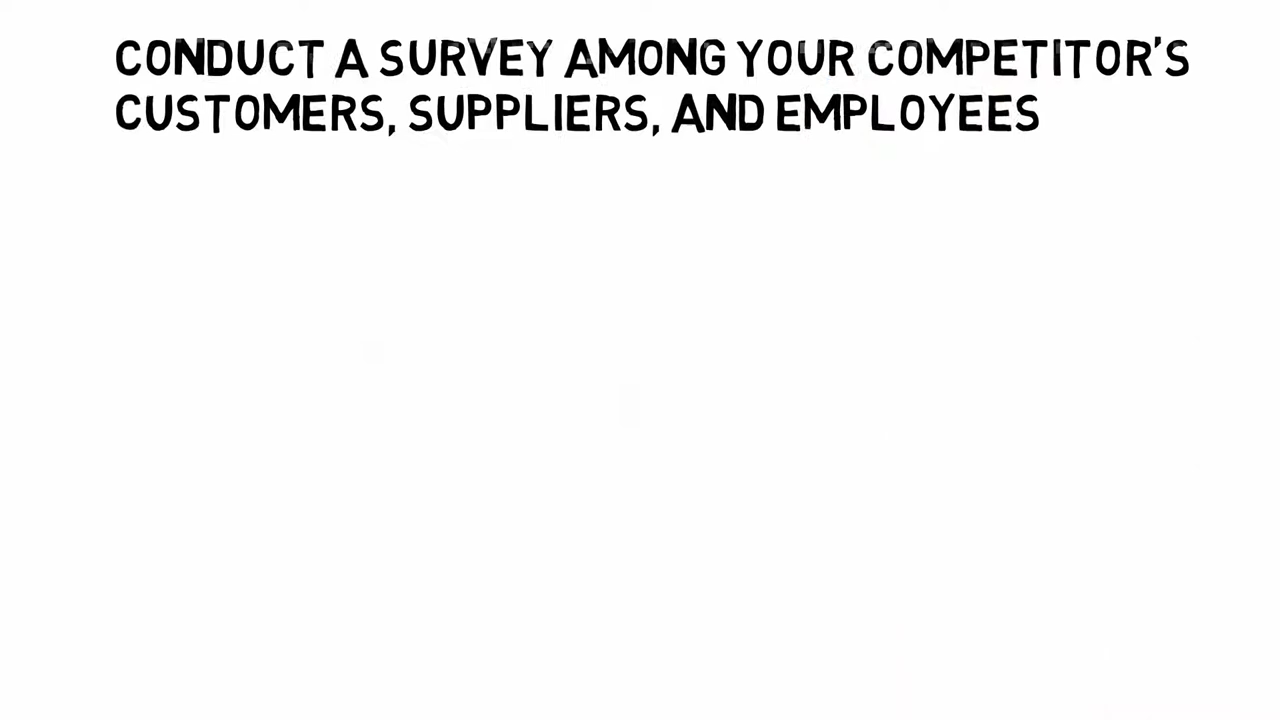 CONDUCT A SURVEY AMONG YOUR COMPETITOR'S
CUSTOMERS, SUPPLIERS, AND EMPLOYEES